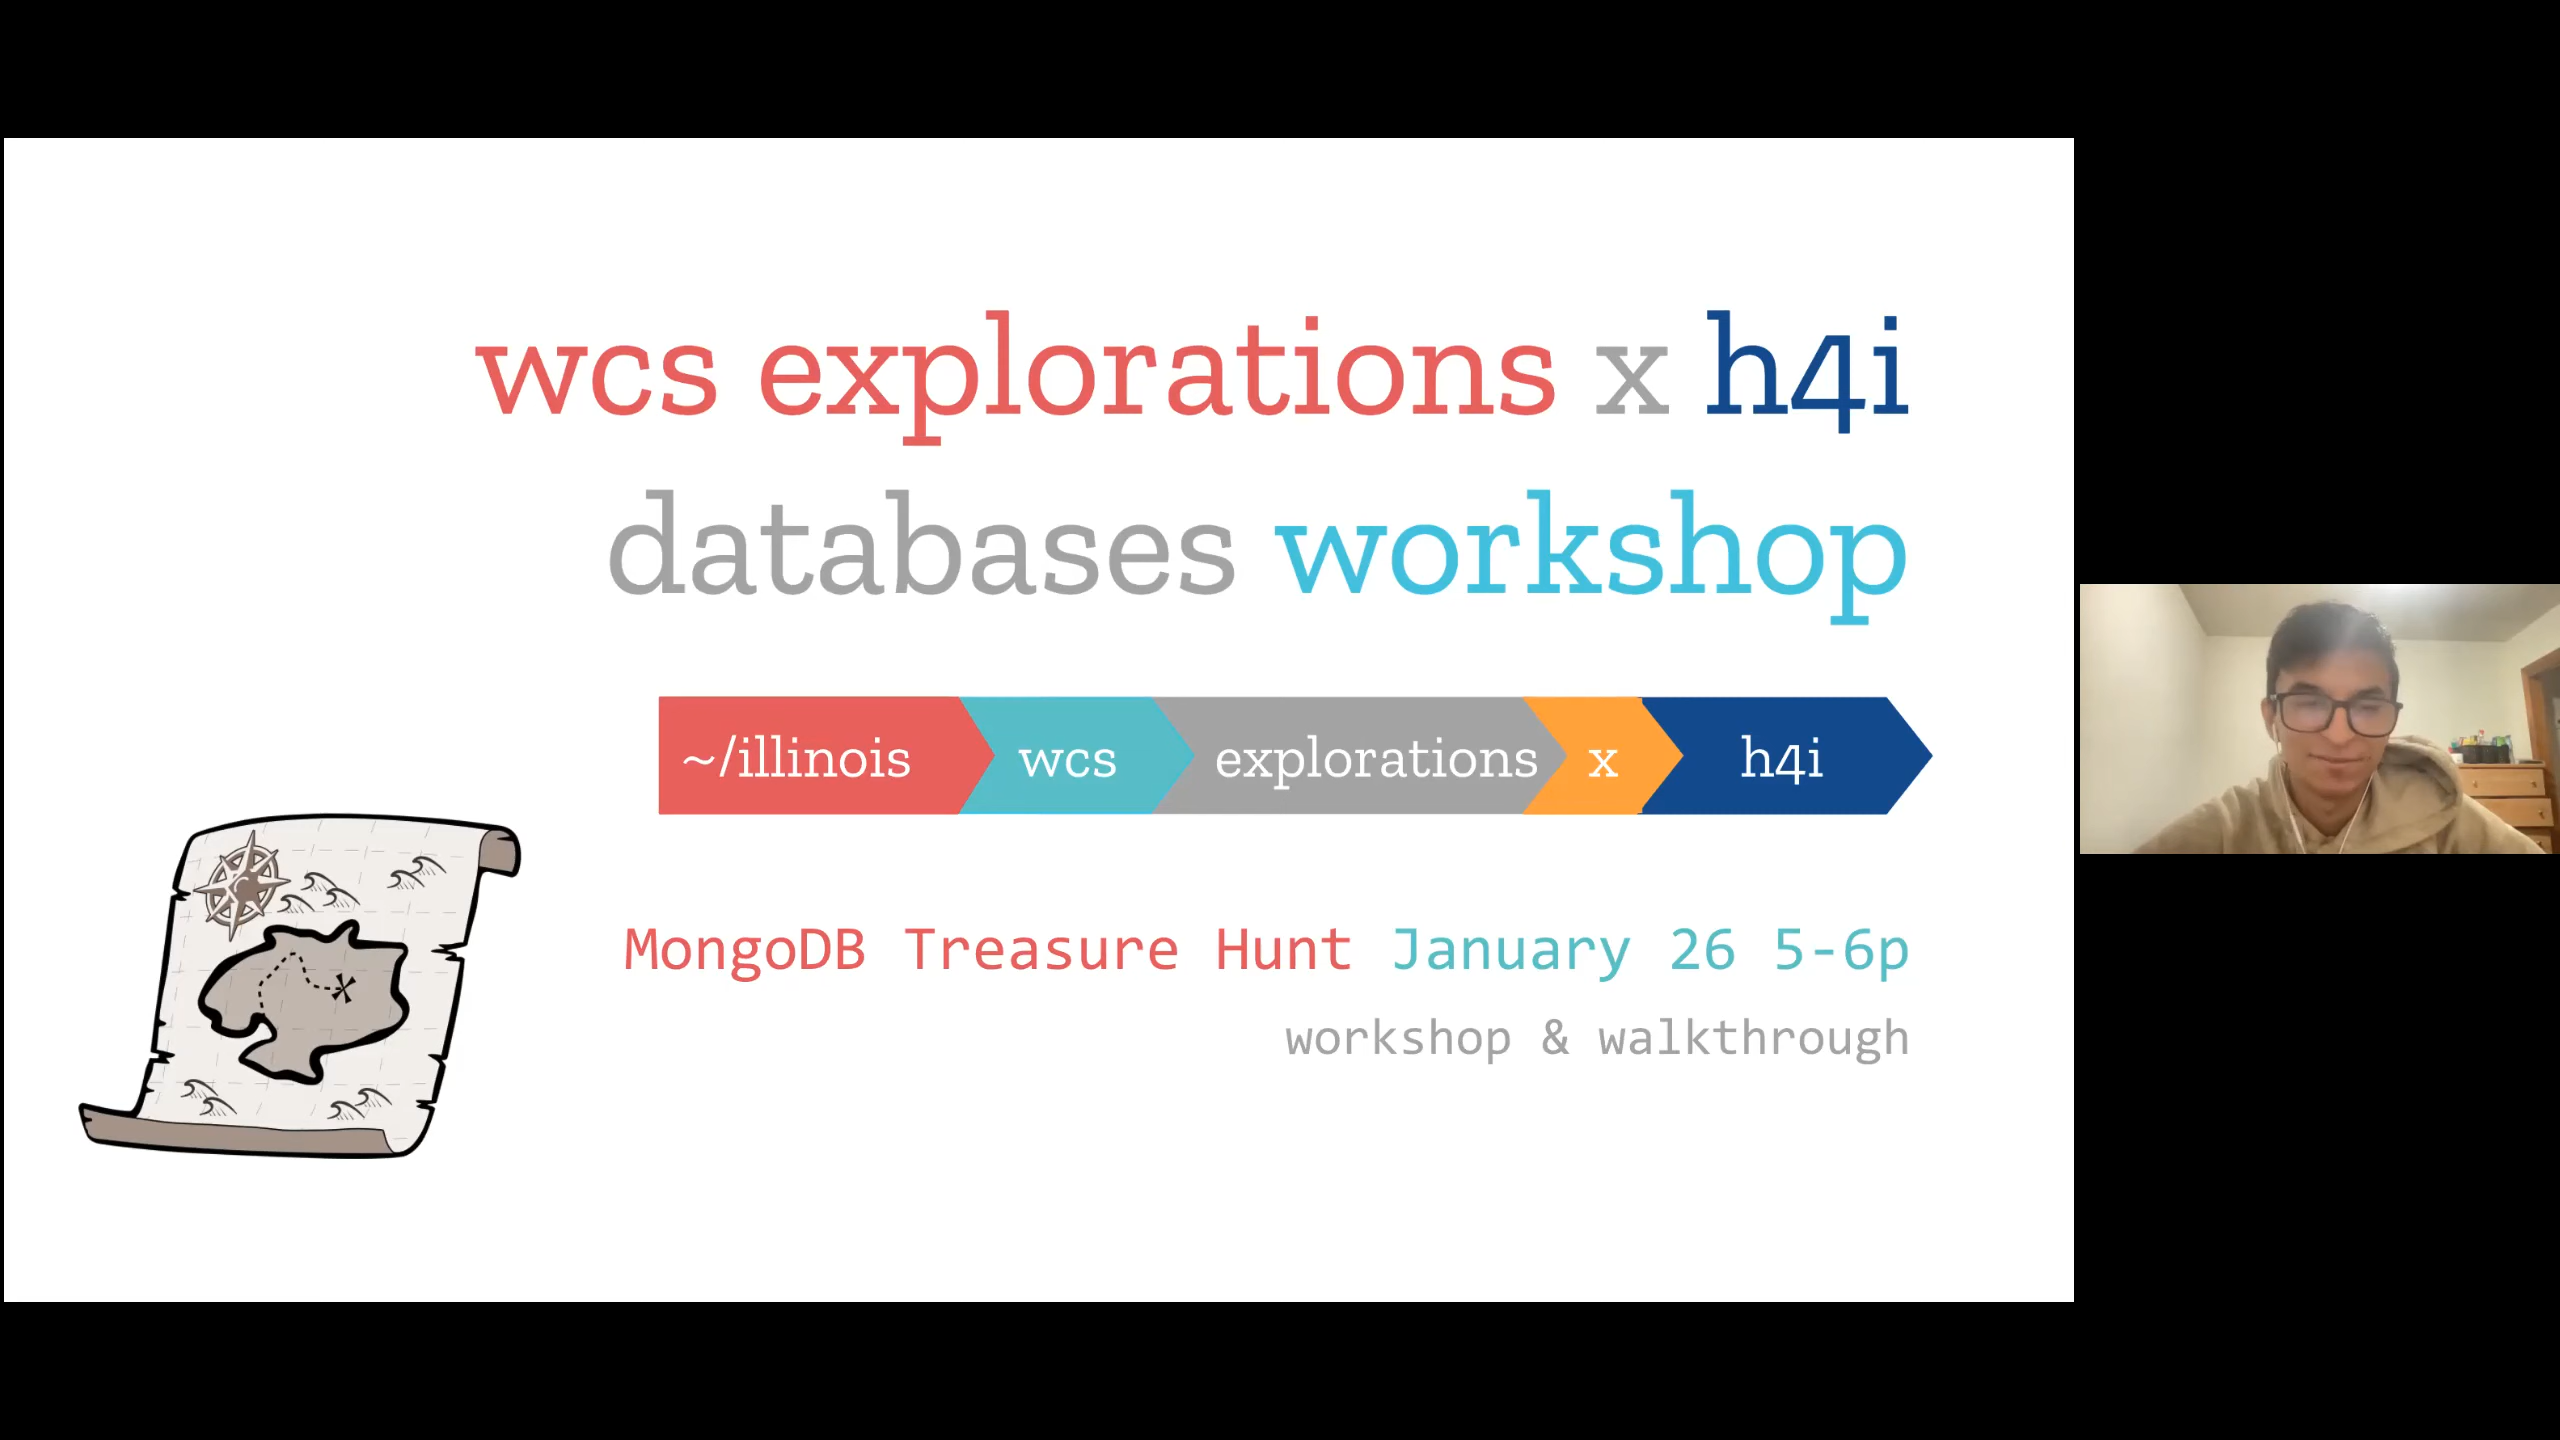 wcs explorations x h4i
databases workshop
~/illinois wcs explorations x h4i
MongoDB Treasure Hunt January 26 5-6p
workshop & walkthrough